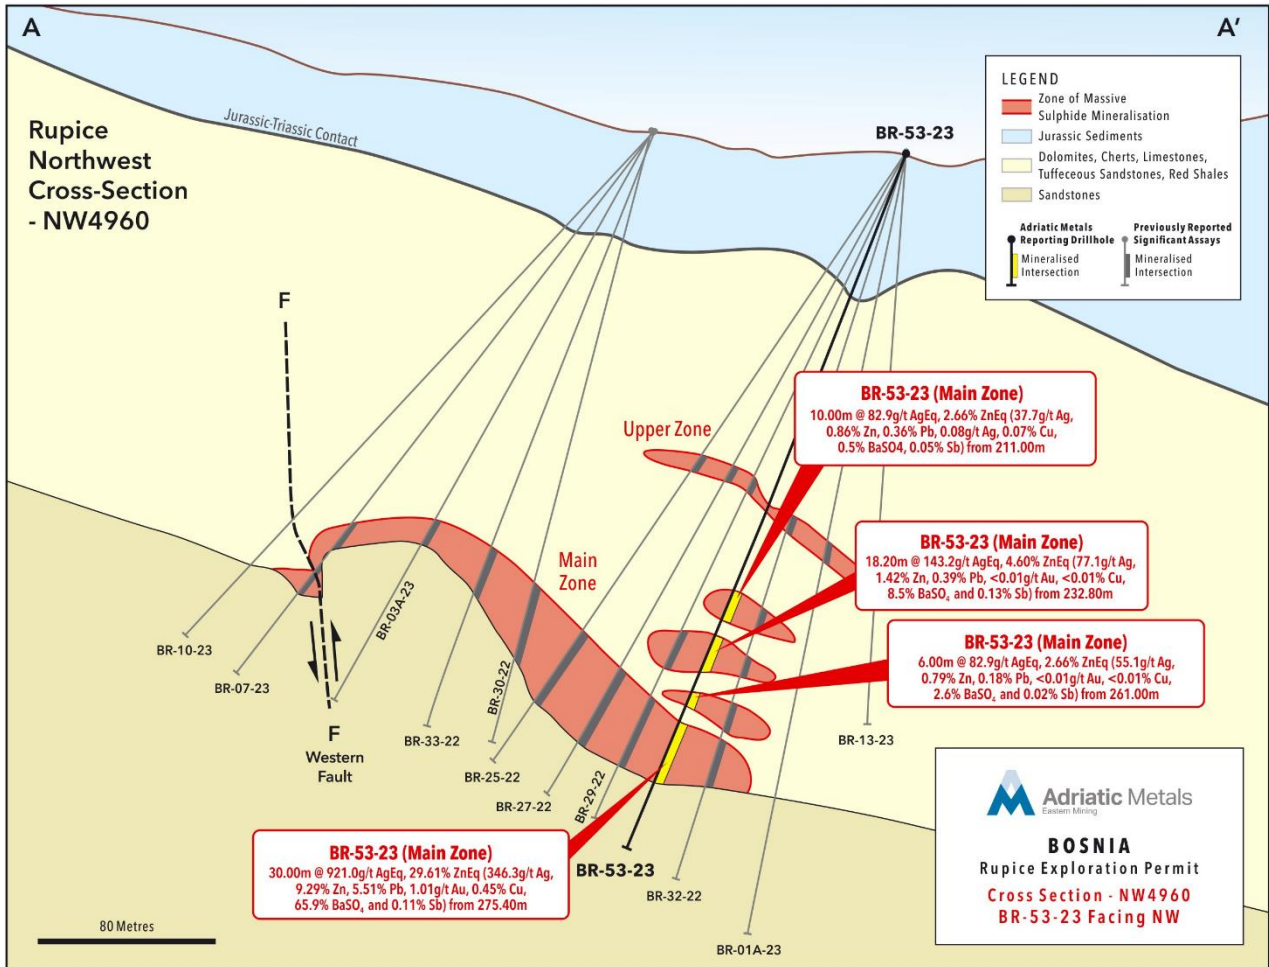 A
A'
Rupice
Northwest
Cross-Section
- NW4960
Jurassic-Triassic Contact
BR-53-23
LEGEND
Zone of Massive
Sulphide Mineralisation
Jurassic Sediments
Dolomites, Cherts, Limestones,
Tuffeceous Sandstones, Red Shales
Sandstones
Adriatic Metals
Reporting Drillhole
Mineralised
Intersection
Previously Reported
Significant Assays
Mineralised
Intersection
F
BR-53-23 (Main Zone)
10.00m @ 82.9g/t AgEq, 2.66% ZnEq (37.7g/t Ag,
0.86% Zn, 0.36% Pb, 0.08g/t Ag, 0.07% Cu,
0.5% BaSO4, 0.05% Sb) from 211.00m
Upper Zone
BR-53-23 (Main Zone)
18.20m @ 143.2g/t AgEq, 4.60% ZnEq (77.1g/t Ag,
1.42% Zn, 0.39% Pb, <0.01g/t Au, <0.01% Cu,
8.5% BaSO₄ and 0.13% Sb) from 232.80m
Main
Zone
BR-53-23 (Main Zone)
6.00m @ 82.9g/t AgEq, 2.66% ZnEq (55.1g/t Ag,
0.79% Zn, 0.18% Pb, <0.01g/t Au, <0.01% Cu,
2.6% BaSO₄ and 0.02% Sb) from 261.00m
BR-10-23
BR-07-23
BR-03A-23
F
Western
Fault
BR-33-22
BR-30-22
BR-25-22
BR-27-22
BR-29-22
BR-13-23
BR-53-23 (Main Zone)
30.00m @ 921.0g/t AgEq, 29.61% ZnEq (346.3g/t Ag,
9.29% Zn, 5.51% Pb, 1.01g/t Au, 0.45% Cu,
65.9% BaSO₄ and 0.11% Sb) from 275.40m
BR-53-23
BR-32-22
BR-01A-23
80 Metres
Adriatic Metals
Eastern Mining
BOSNIA
Rupice Exploration Permit
Cross Section - NW4960
BR-53-23 Facing NW